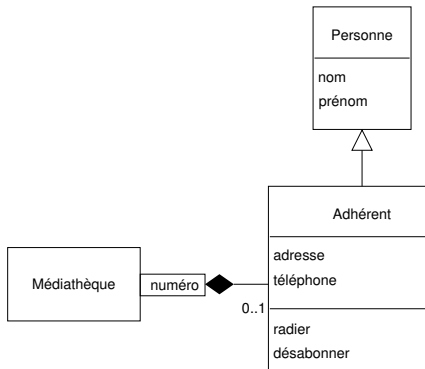 Personne
nom
prénom
Adhérent
adresse
téléphone
Médiathèque
numéro
0..1
radier
désabonner